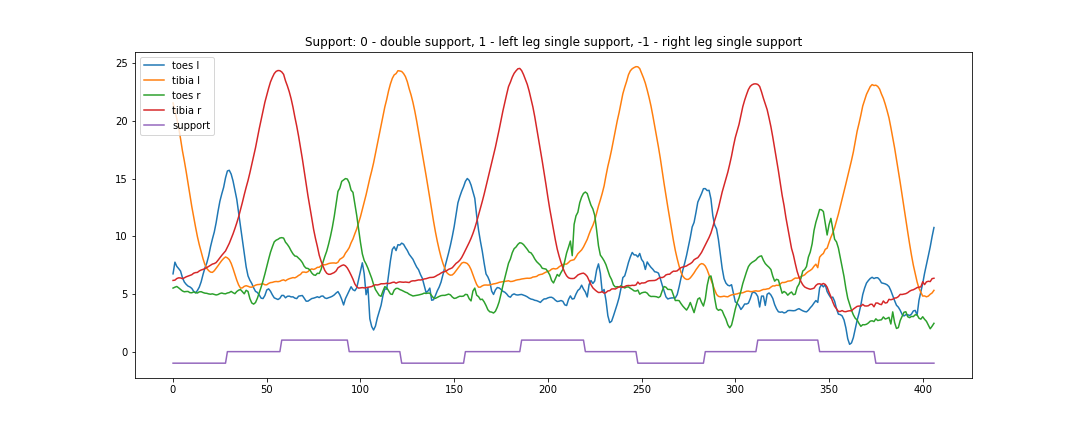 Support: 0 - double support, 1 - left leg single support, -1 - right leg single support
25
20
15
10
5
0
toes l
tibia l
toes r
tibia r
support
0 50 100 150 200 250 300 350 400